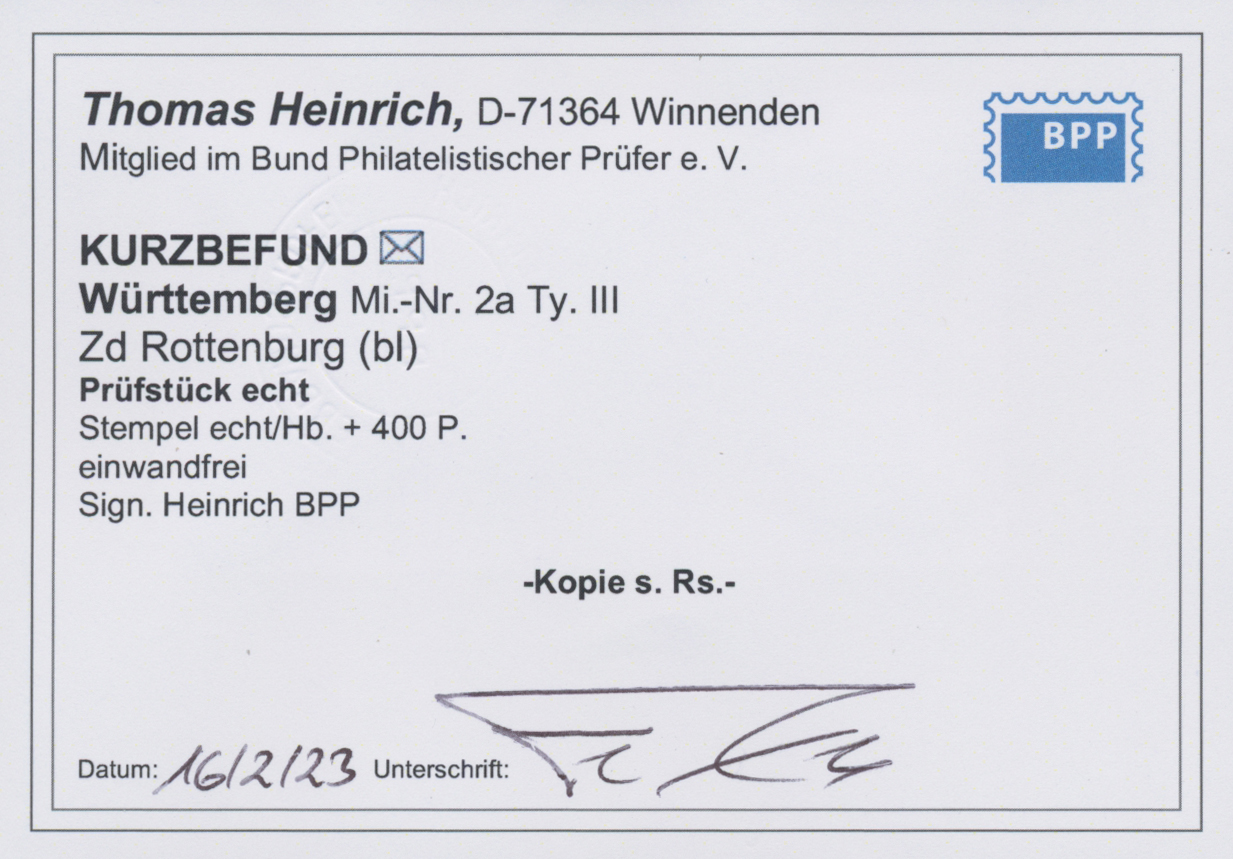 Thomas Heinrich, D-71364 Winnenden
Mitglied im Bund Philatelistischer Prüfer e. V.
BPP
KURZBEFUND
Württemberg Mi.-Nr. 2a Ty. III
Zd Rottenburg (bl)
Prüfstück echt
Stempel echt/Hb. + 400 P.
einwandfrei
Sign. Heinrich BPP
-Kopie s. Rs.-
Datum: 16/2/23 Unterschrift: